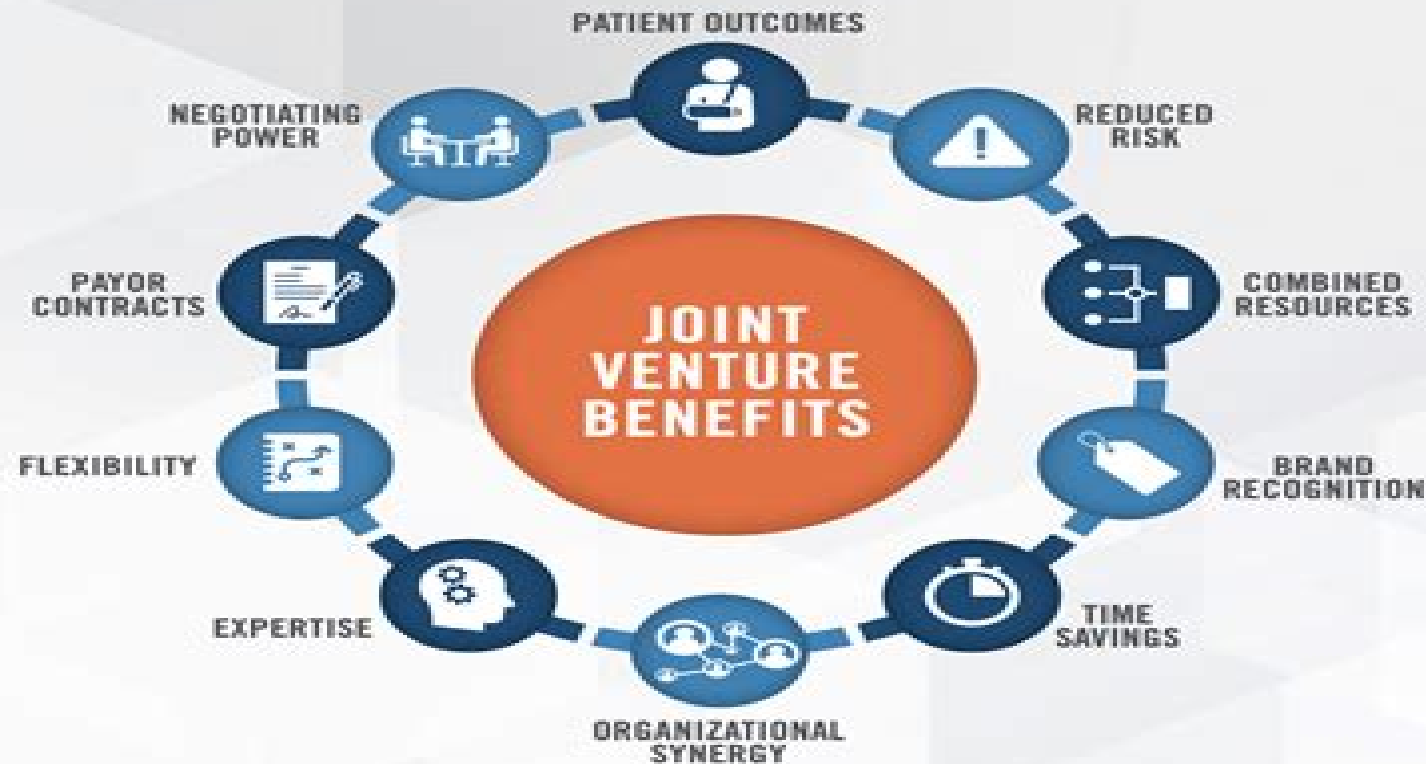 PATIENT OUTCOMES
NEGOTIATING
POWER
REDUCED
RISK
PAYOR
CONTRACTS
COMBINED
RESOURCES
JOINT
VENTURE
BENEFITS
FLEXIBILITY
BRAND
RECOGNITION
EXPERTISE
TIME
SAVINGS
ORGANIZATIONAL
SYNERGY